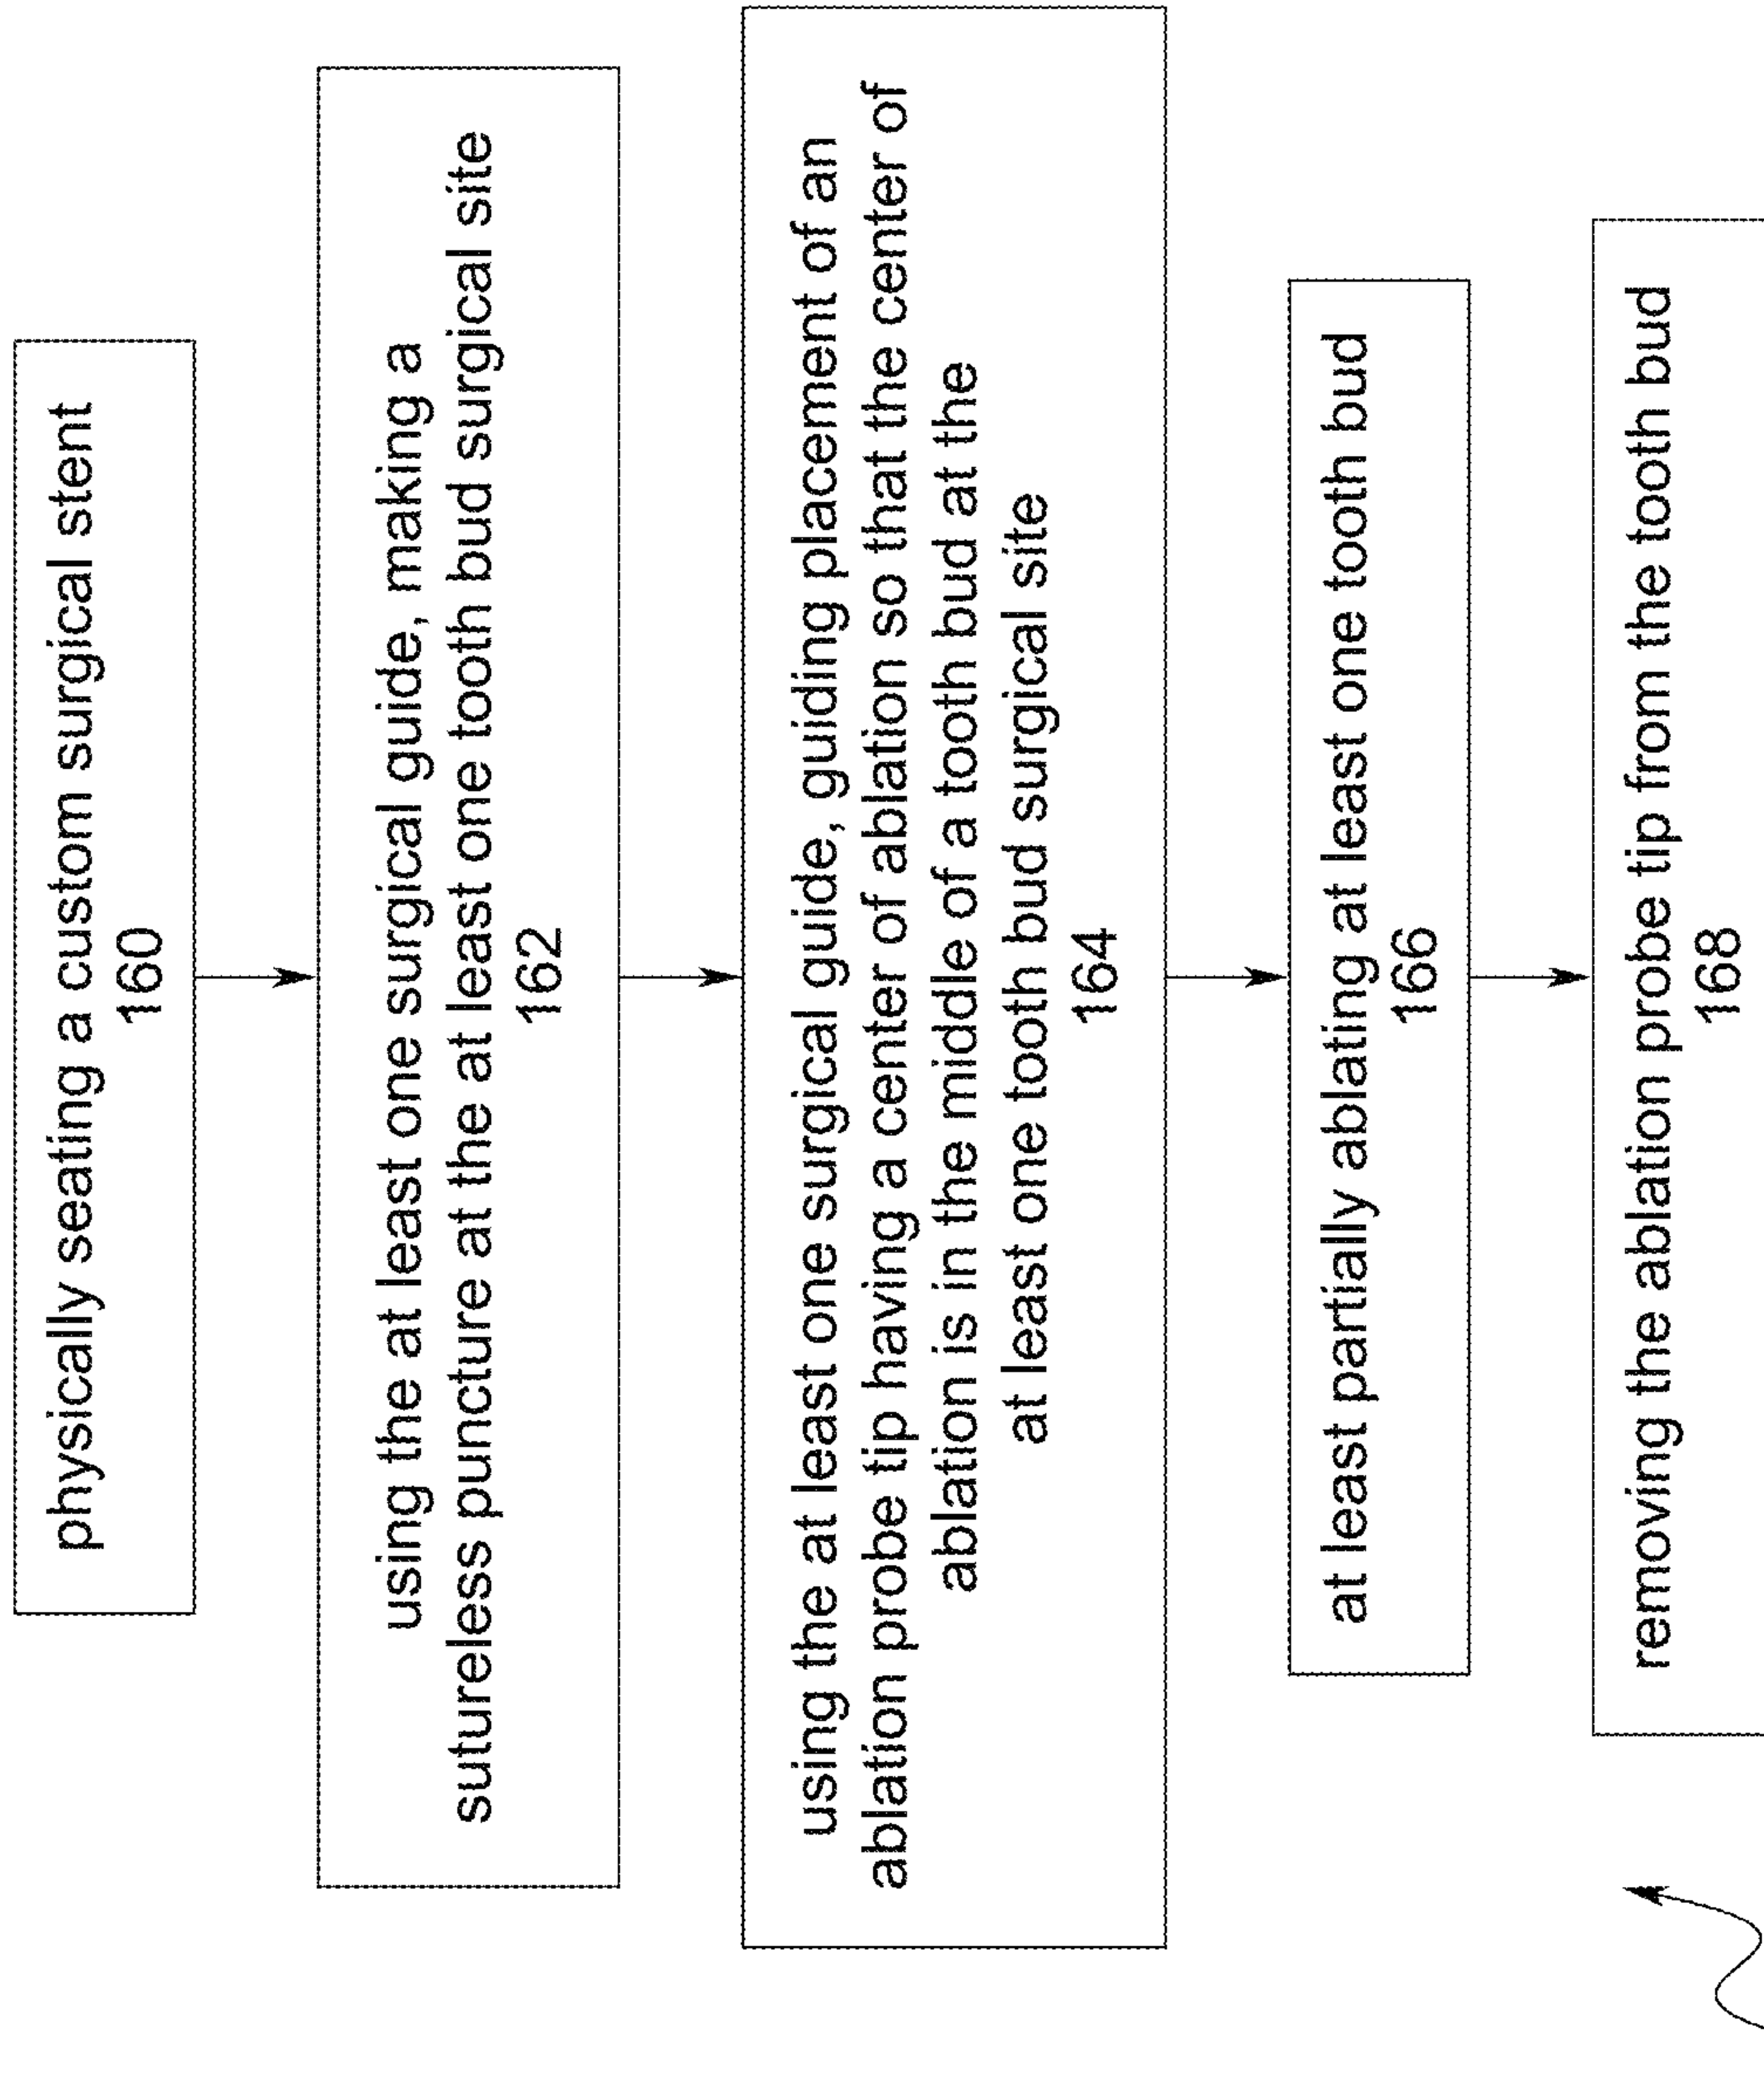 physically seating a custom surgical stent
160
using the at least one surgical guide, making a
sutureless puncture at the at least one tooth bud surgical site
162
using the at least one surgical guide, guiding placement of an
ablation probe tip having a center of ablation so that the center of
ablation is in the middle of a tooth bud at the
at least one tooth bud surgical site
164
at least partially ablating at least one tooth bud
166
removing the ablation probe tip from the tooth bud
168